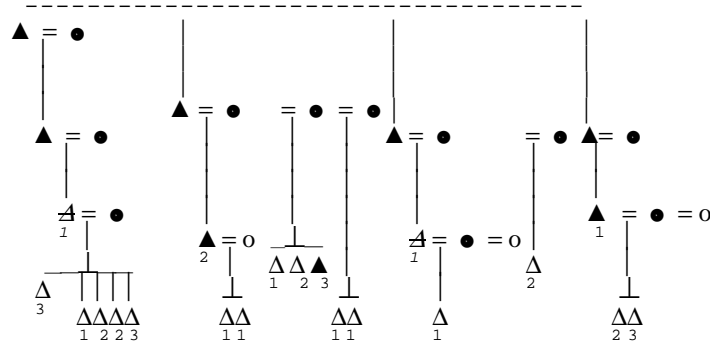 ▲ = ●
▲ = ● = ● = ●
▲ = ● ▲ = ● = ● ▲ = ●
Δ = ● ▲ = ● = o
1 1
▲ = o Δ = ● = o
2 1
Δ Δ ▲ Δ
1 2 3 2
Δ
3
Δ Δ Δ Δ Δ Δ Δ Δ Δ Δ Δ
1 2 2 3 1 1 1 1 1 2 3